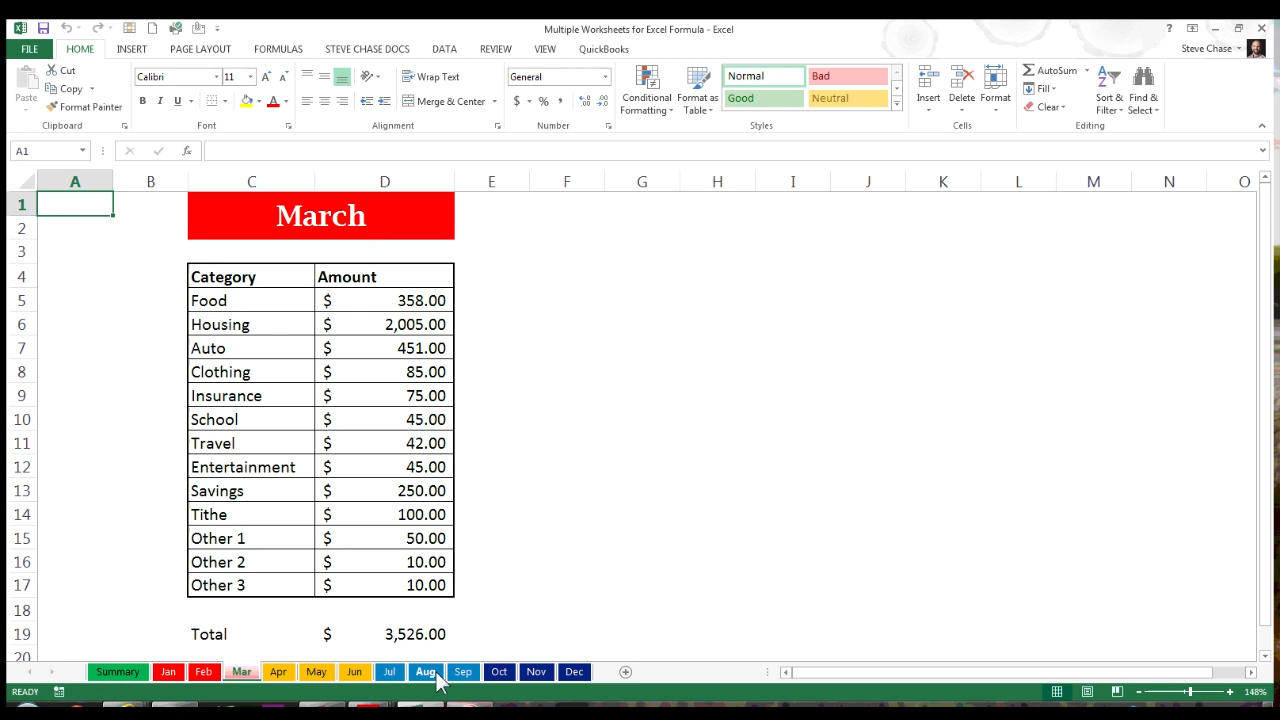 Multiple Worksheets for Excel Formula - Excel
FILE HOME INSERT PAGE LAYOUT FORMULAS STEVE CHASE DOCS DATA REVIEW VIEW QuickBooks Steve Chase
Cut
Copy
Format Painter
Paste
Clipboard
Calibri 11
B I U
Font
Wrap Text
Merge & Center
Alignment
General
$ % ,
Number
Conditional Formatting
Format as Table
Normal Bad
Good Neutral
Styles
Insert Delete Format
Cells
AutoSum
Fill
Clear
Sort & Filter
Find & Select
Editing
A1 fx
A B C D E F G H I J K L M N O
1 March
2
3
4 Category Amount
5 Food $ 358.00
6 Housing $ 2,005.00
7 Auto $ 451.00
8 Clothing $ 85.00
9 Insurance $ 75.00
10 School $ 45.00
11 Travel $ 42.00
12 Entertainment $ 45.00
13 Savings $ 250.00
14 Tithe $ 100.00
15 Other 1 $ 50.00
16 Other 2 $ 10.00
17 Other 3 $ 10.00
18
19 Total $ 3,526.00
20
Summary Jan Feb Mar Apr May Jun Jul Aug Sep Oct Nov Dec
READY 148%